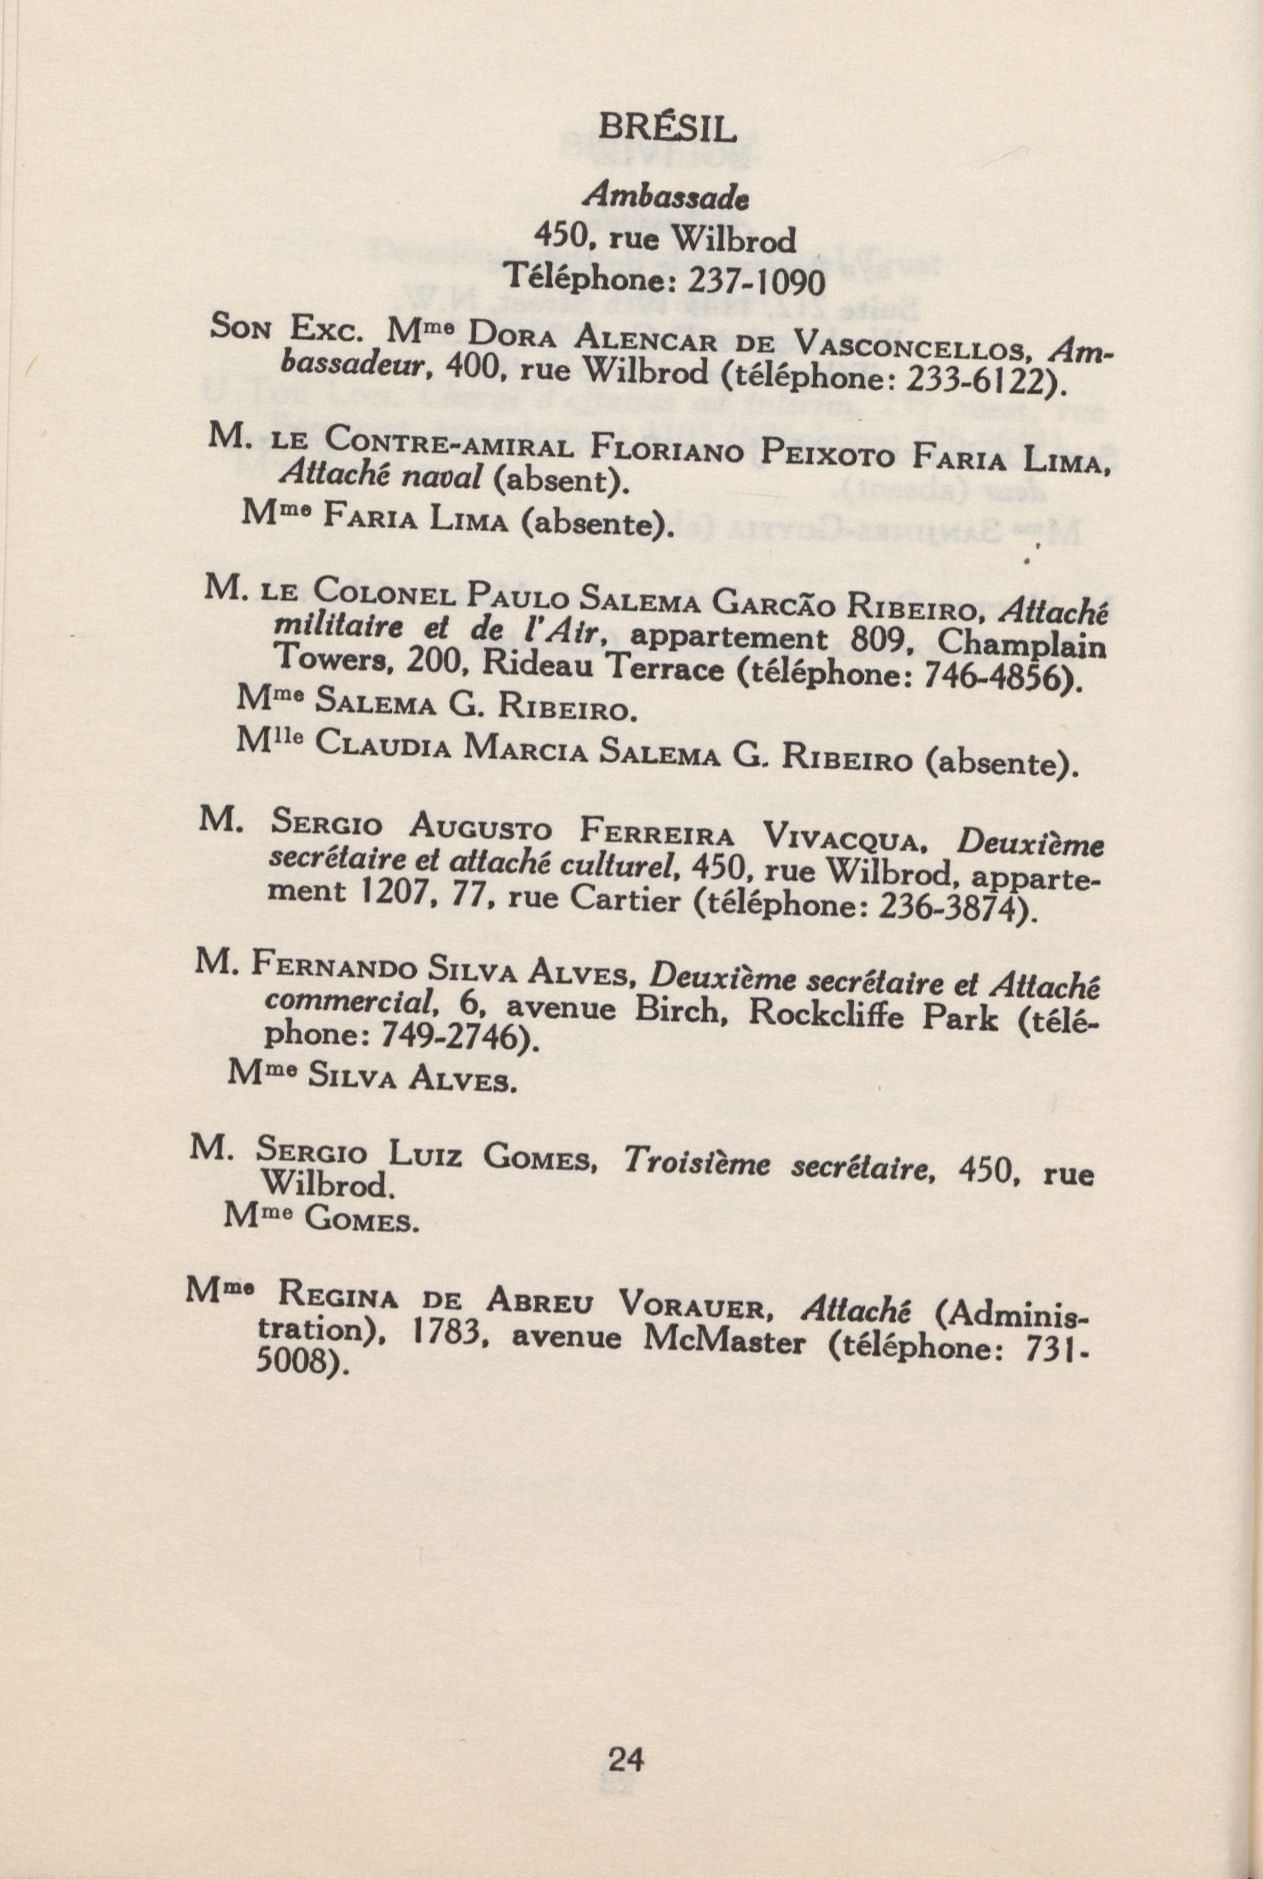 BRÉSIL
Ambassade
450, rue Wilbrod
Téléphone: 237-1090
SON EXC. Mme DORA ALENCAR DE VASCONCELLOS, Am-
bassadeur, 400, rue Wilbrod (téléphone: 233-6122).
M. LE CONTRE-AMIRAL FLORIANO PEIXOTO FARIA LIMA,
Attaché naval (absent).
Mme FARIA LIMA (absente).
M. LE COLONEL PAULO SALEMA GARCÃO RIBEIRO, Attaché
militaire et de l'Air, appartement 809, Champlain
Towers, 200, Rideau Terrace (téléphone: 746-4856).
Mme SALEMA G. RIBEIRO.
Mlle CLAUDIA MARCIA SALEMA G. RIBEIRO (absente).
M. SERGIO AUGUSTO FERREIRA VIVACQUA, Deuxième
secrétaire et attaché culturel, 450, rue Wilbrod, apparte-
ment 1207, 77, rue Cartier (téléphone: 236-3874).
M. FERNANDO SILVA ALVES, Deuxième secrétaire et Attaché
commercial, 6, avenue Birch, Rockcliffe Park (télé-
phone: 749-2746).
Mme SILVA ALVES.
M. SERGIO LUIZ GOMES, Troisième secrétaire, 450, rue
Wilbrod.
Mme GOMES.
Mme REGINA DE ABREU VORAUER, Attaché (Adminis-
tration), 1783, avenue McMaster (téléphone: 731-
5008).
24